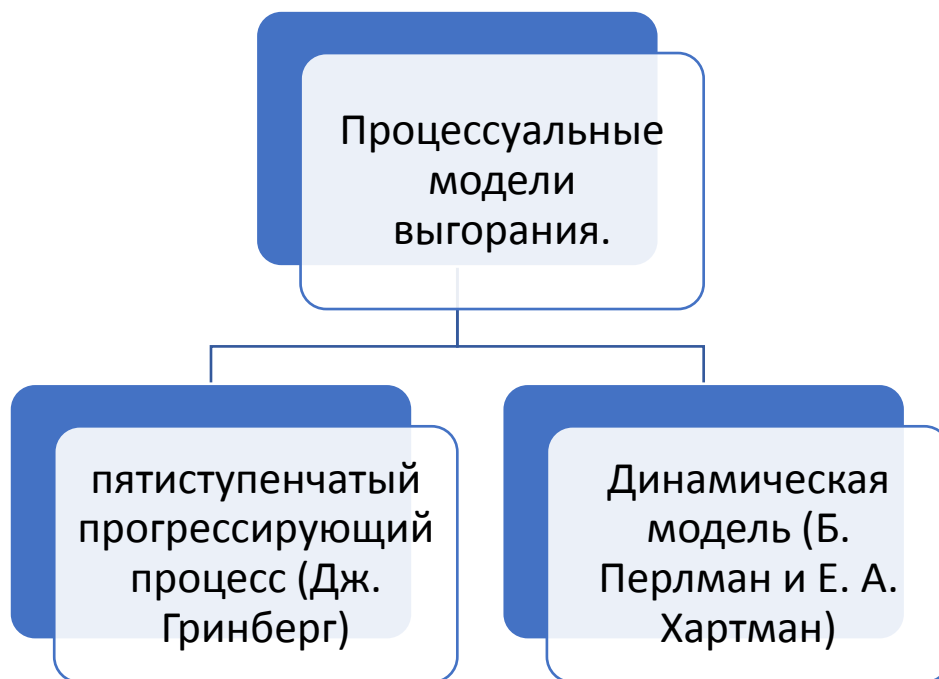 Процессуальные
модели
выгорания.
пятиступенчатый
прогрессирующий
процесс (Дж.
Гринберг)
Динамическая
модель (Б.
Перлман и Е. А.
Хартман)